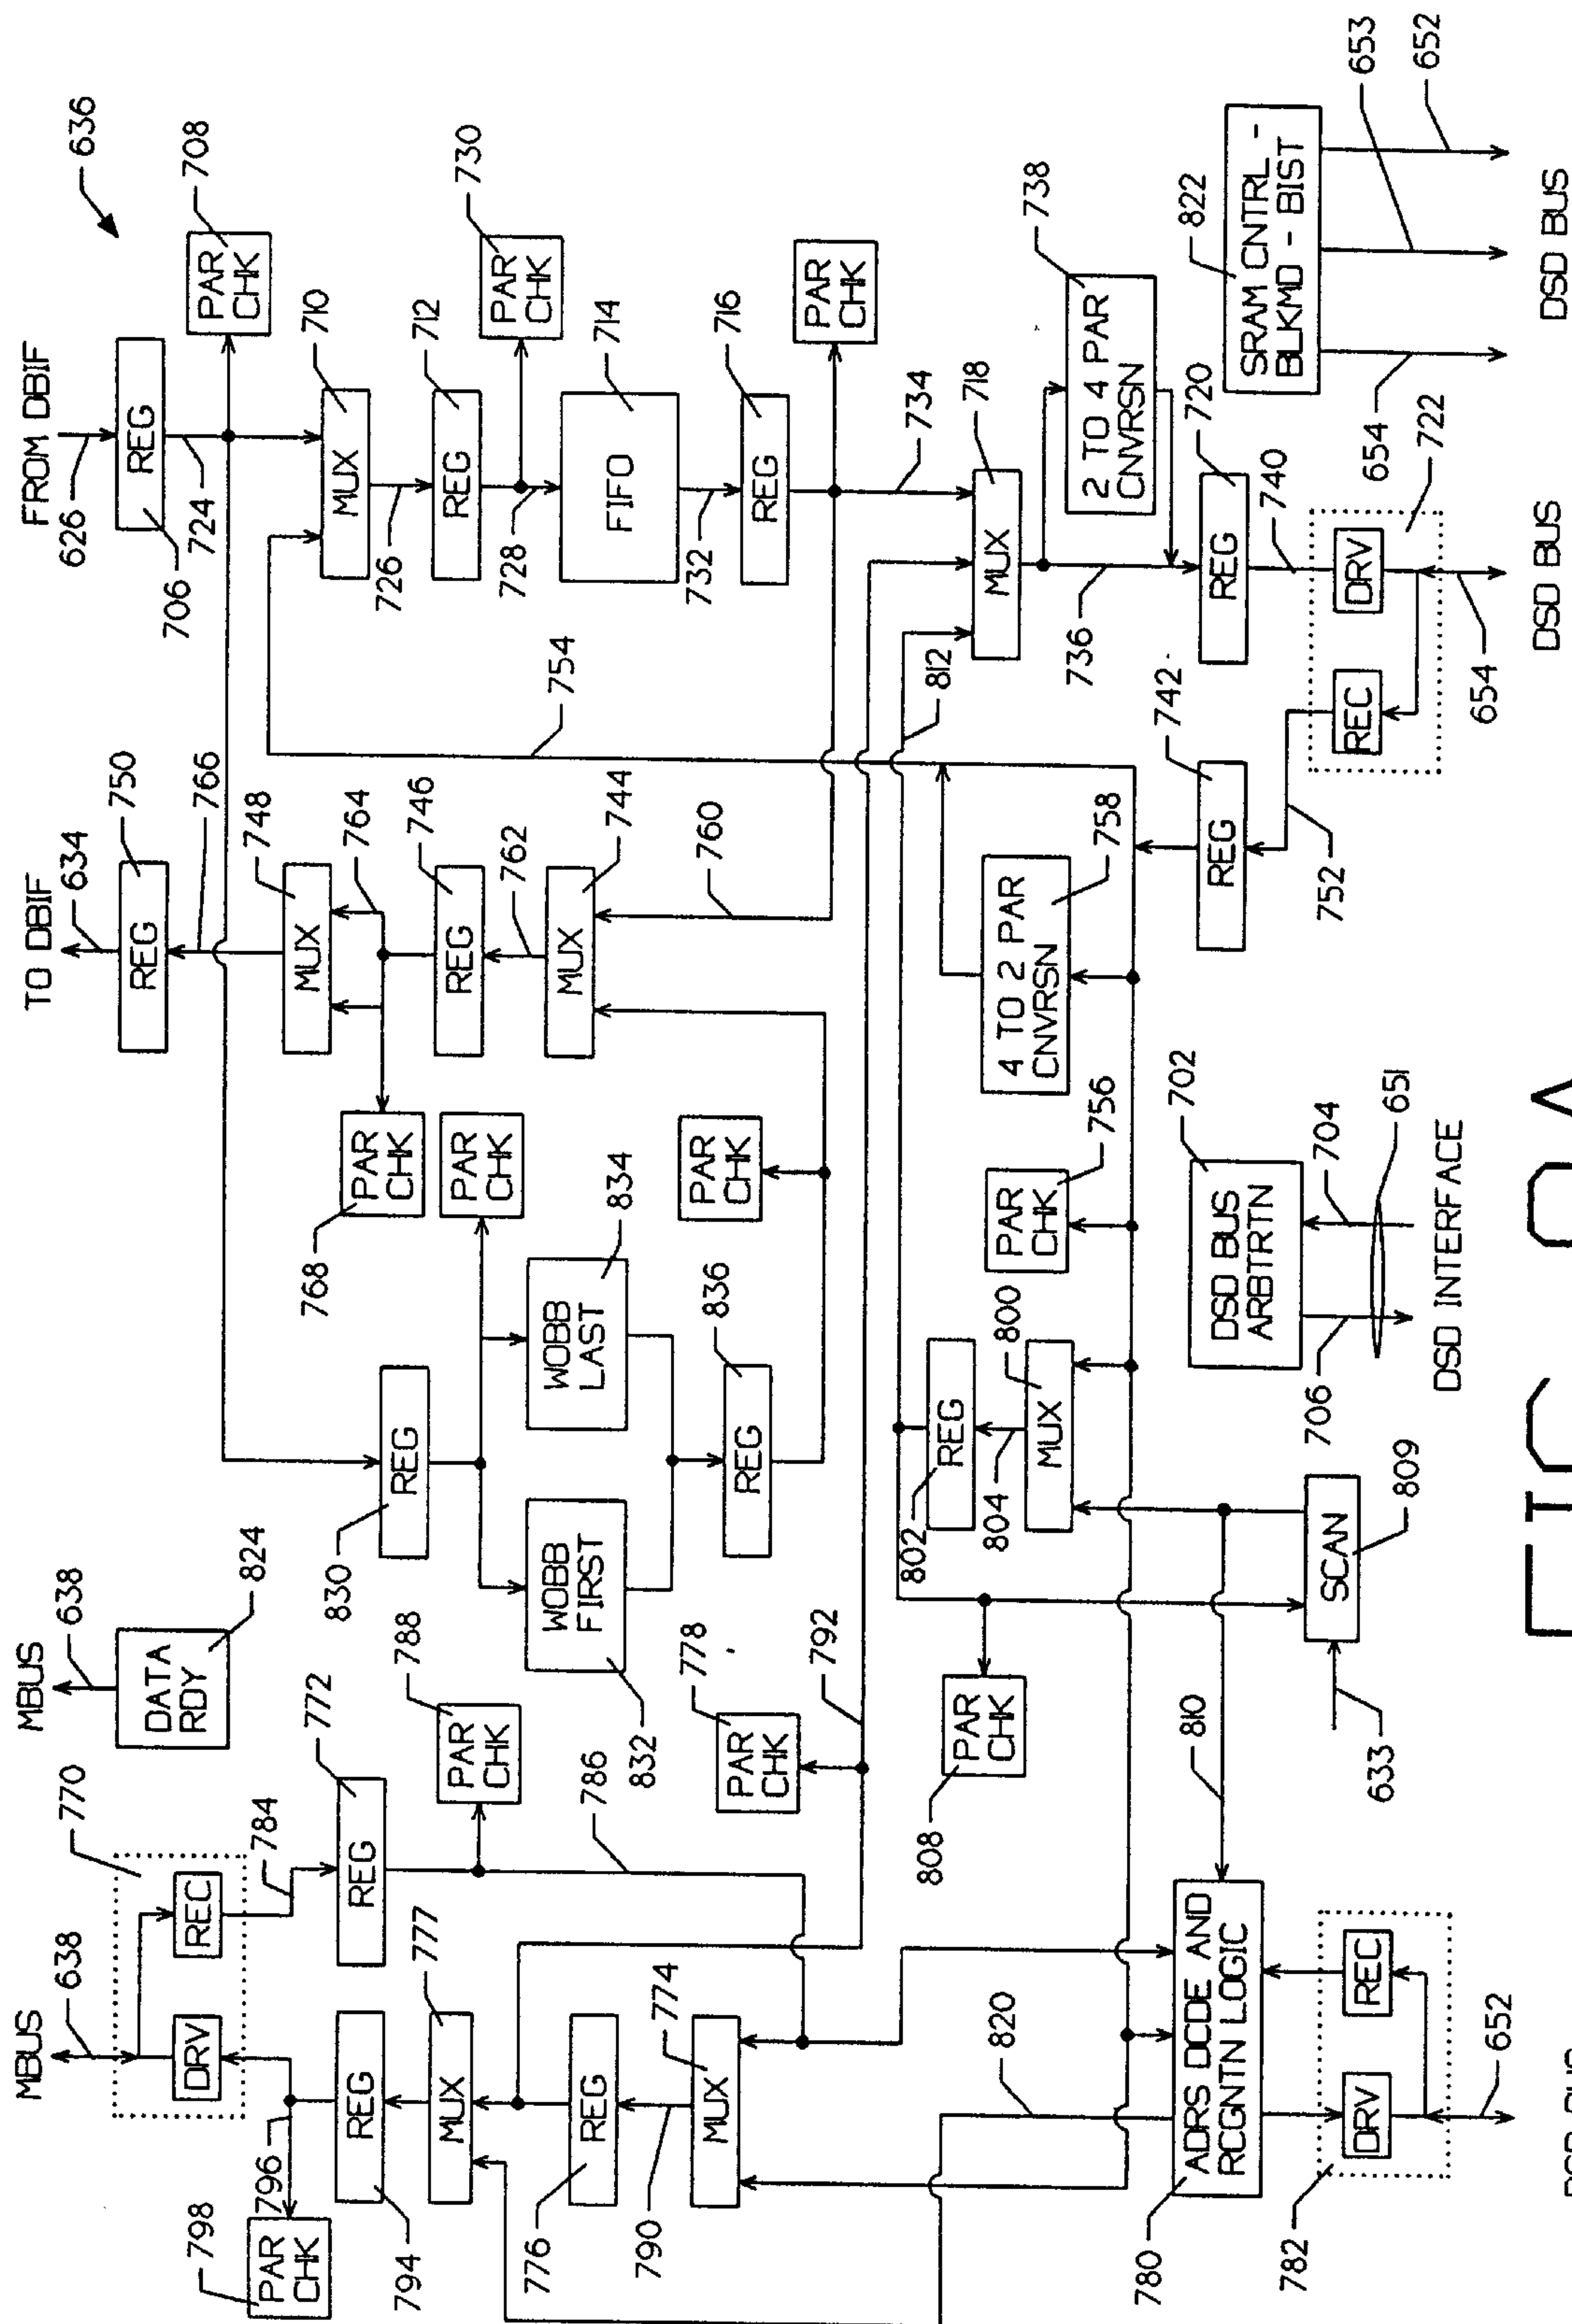 MBUS
638
MBUS
638
TO DBIF
634
FROM DBIF
626
636
770
DRV
REC
784
DATA
RDY
824
REG
750
766
REG
706
724
PAR
CHK
708
798
PAR
CHK
796
REG
794
772
REG
830
REG
768
PAR
CHK
MUX
748
764
MUX
710
726
777
MUX
788
PAR
CHK
PAR
CHK
REG
746
762
REG
712
728
PAR
CHK
730
776
REG
790
786
WOBB
FIRST
832
WOBB
LAST
834
MUX
744
760
754
FIFO
714
732
774
MUX
778
PAR
CHK
792
REG
836
PAR
CHK
REG
716
PAR
CHK
734
812
802
REG
804
MUX
800
808
PAR
CHK
PAR
CHK
756
4 TO 2 PAR
CNVRSN
758
MUX
718
736
2 TO 4 PAR
CNVRSN
738
820
810
ADRS DCDE AND
RCGNTN LOGIC
780
633
SCAN
809
DSD BUS
ARBTRTN
702
706
704
651
DSD INTERFACE
REG
742
752
REG
720
740
SRAM CNTRL -
BLKMD - BIST
822
782
DRV
REC
652
REC
DRV
722
654
654
653
652
DSD BUS
DSD BUS